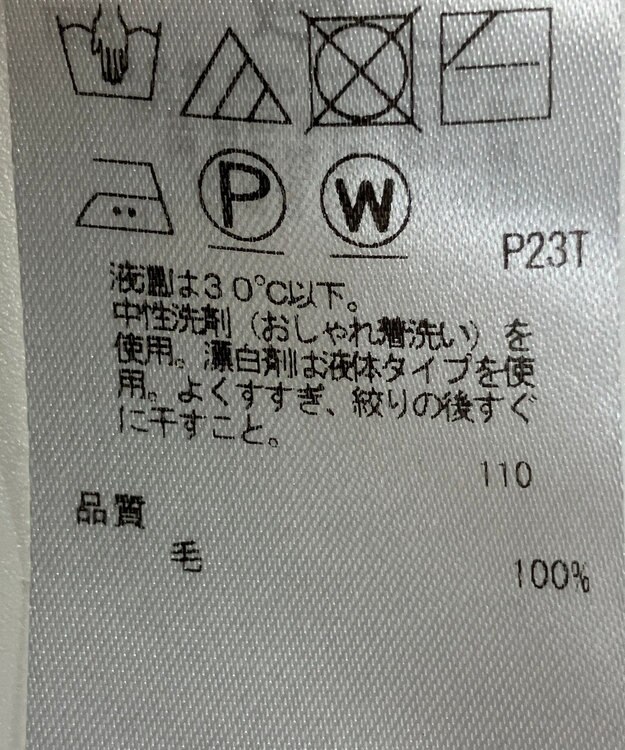 P
W
P23T
液温は30℃以下。
中性洗剤（おしゃれ着洗い）を
使用。漂白剤は液体タイプを使
用。よくすすぎ、絞りの後すぐ
に干すこと。
110
品質
毛 100%